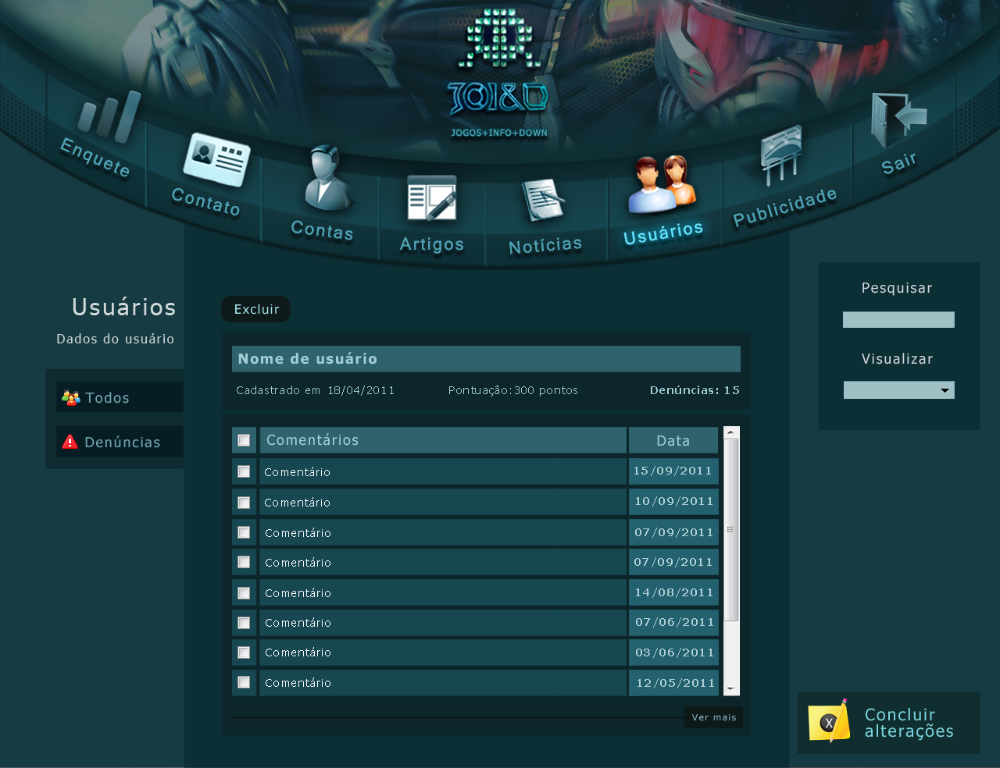 JOI&D
JOGOS+INFO+DOWN
Enquete
Contato
Contas
Artigos
Notícias
Usuários
Publicidade
Sair
Usuários
Dados do usuário
Todos
Denúncias
Excluir
Nome de usuário
Cadastrado em 18/04/2011 Pontuação:300 pontos Denúncias: 15
Comentários Data
Comentário 15/09/2011
Comentário 10/09/2011
Comentário 07/09/2011
Comentário 07/09/2011
Comentário 14/08/2011
Comentário 07/06/2011
Comentário 03/06/2011
Comentário 12/05/2011
Ver mais
Pesquisar
Visualizar
X
Concluir
alterações